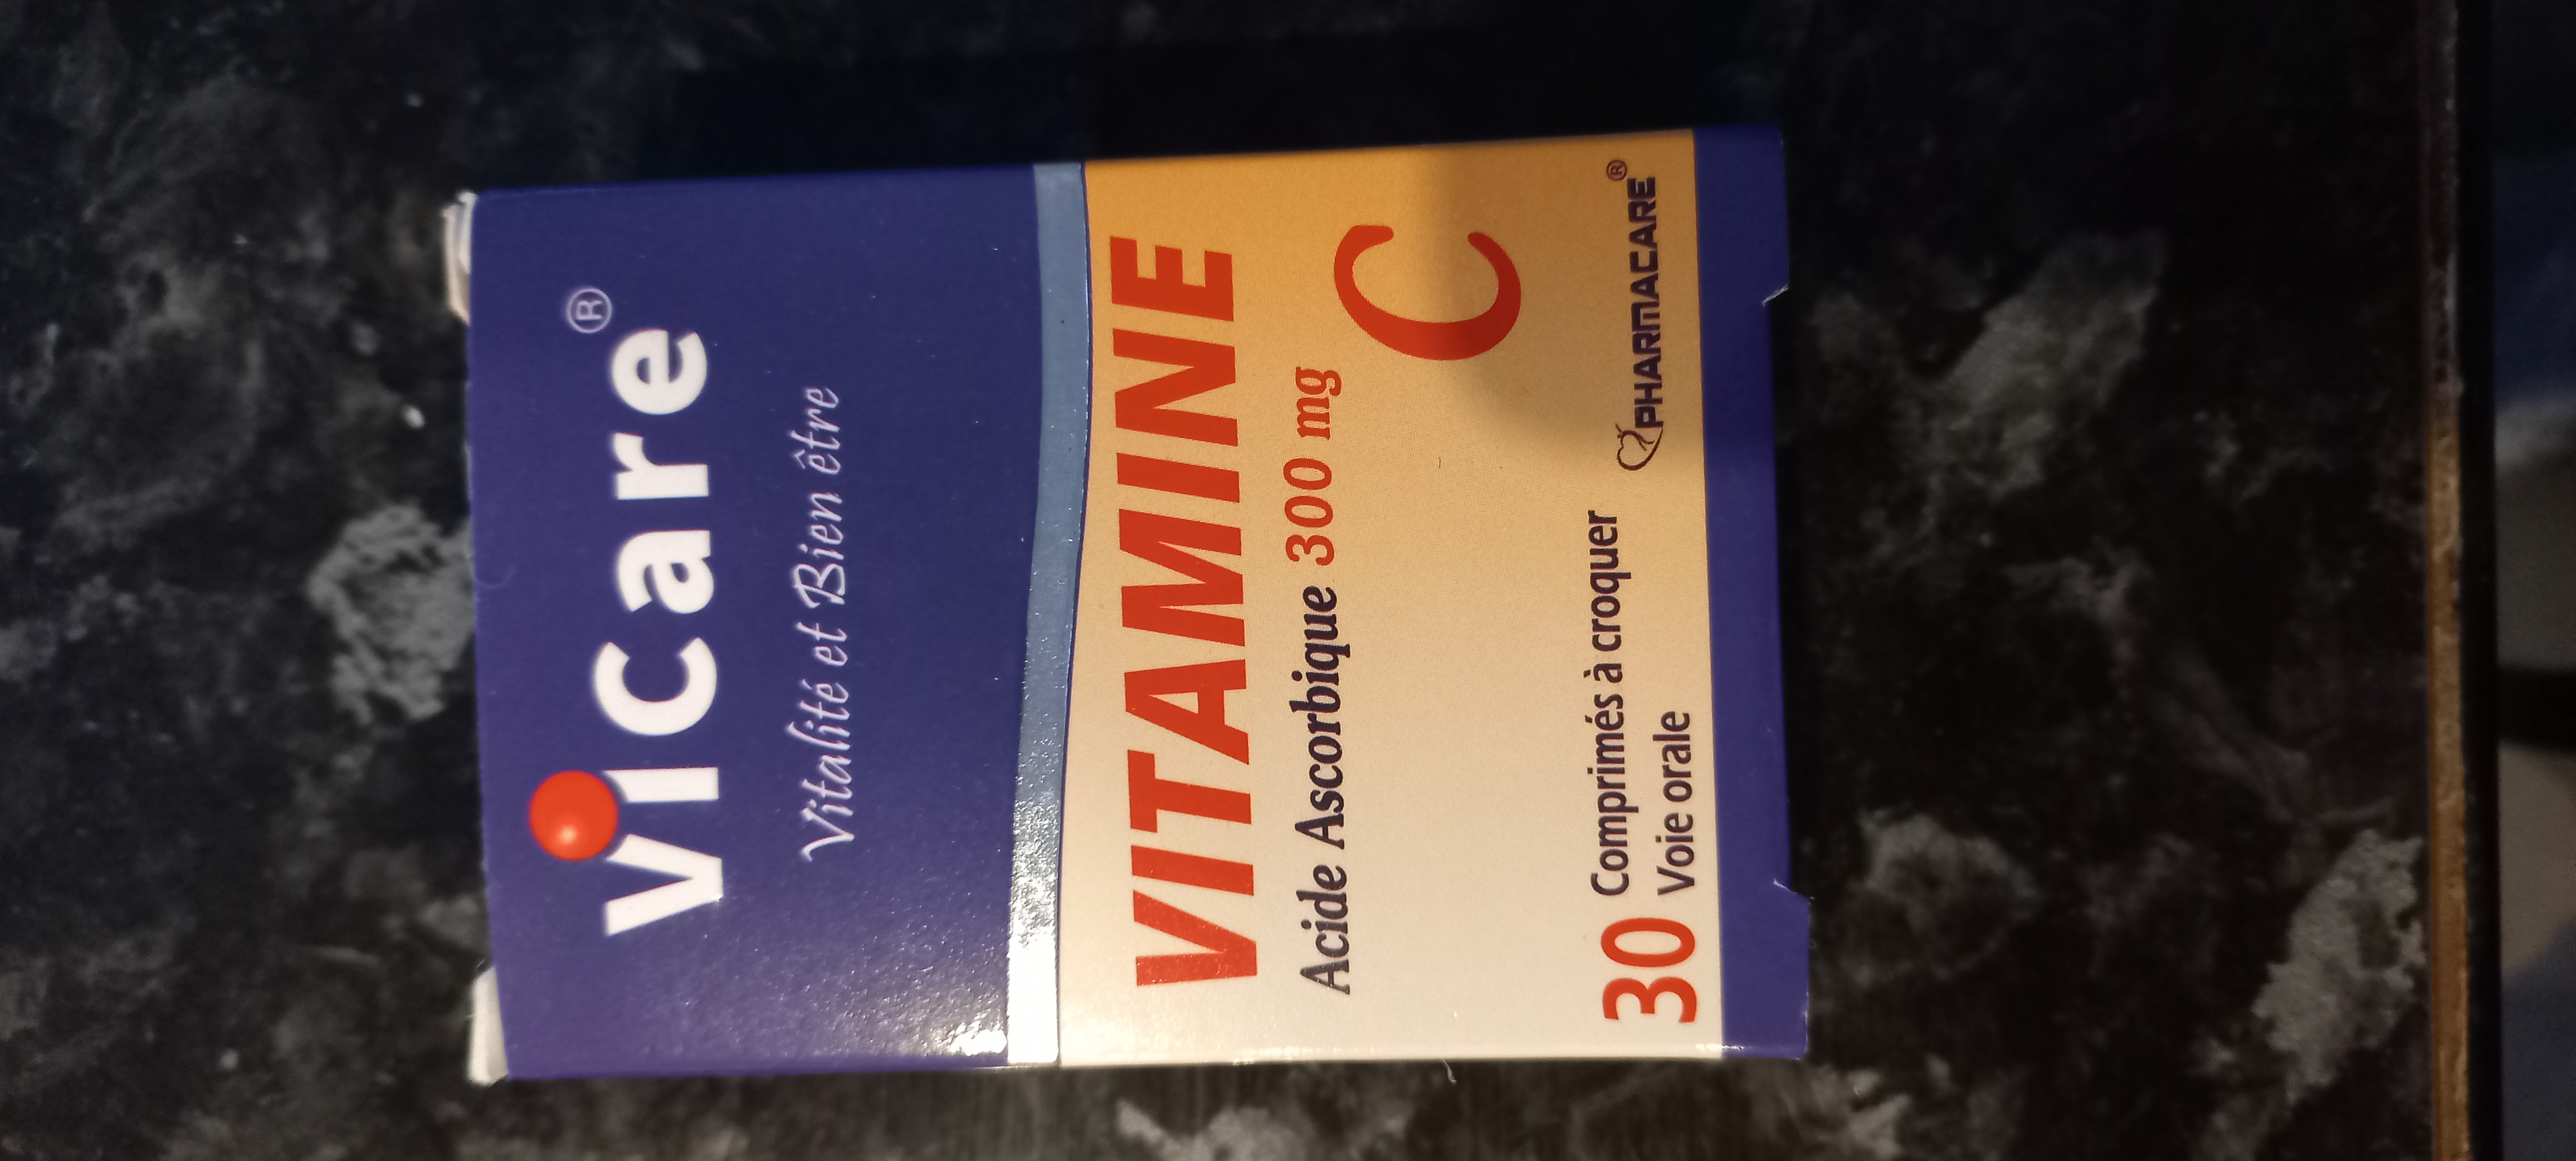 viCare®
Vitalité et Bien être
VITAMINE
Acide Ascorbique 300 mg
C
30 Comprimés à croquer
Voie orale
PHARMACARE®